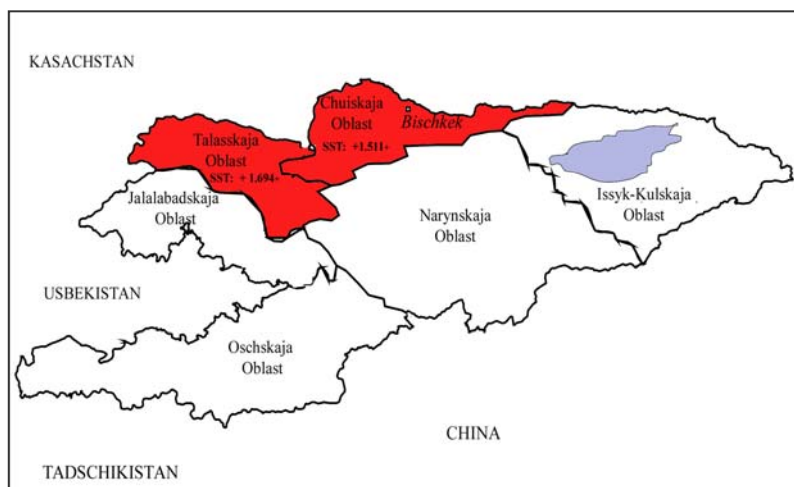 KASACHSTAN
Chuiskaja
Oblast
Bischkek
SST: +1.511+
Talasskaja
Oblast
SST: + 1.694+
Jalalabadskaja
Oblast
Issyk-Kulskaja
Oblast
Narynskaja
Oblast
USBEKISTAN
Oschskaja
Oblast
CHINA
TADSCHIKISTAN